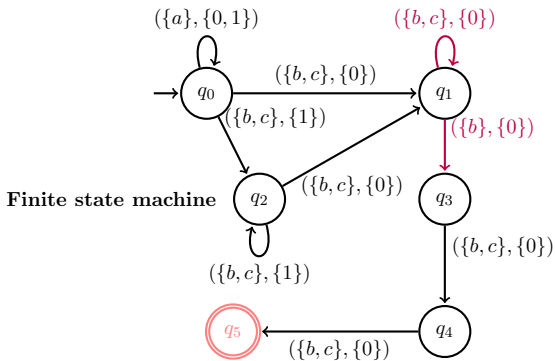 ({a}, {0, 1})
({b, c}, {0})
({b, c}, {0})
q0
q1
({b, c}, {1})
({b}, {0})
({b, c}, {0})
Finite state machine
q2
q3
({b, c}, {0})
({b, c}, {1})
q5
q4
({b, c}, {0})